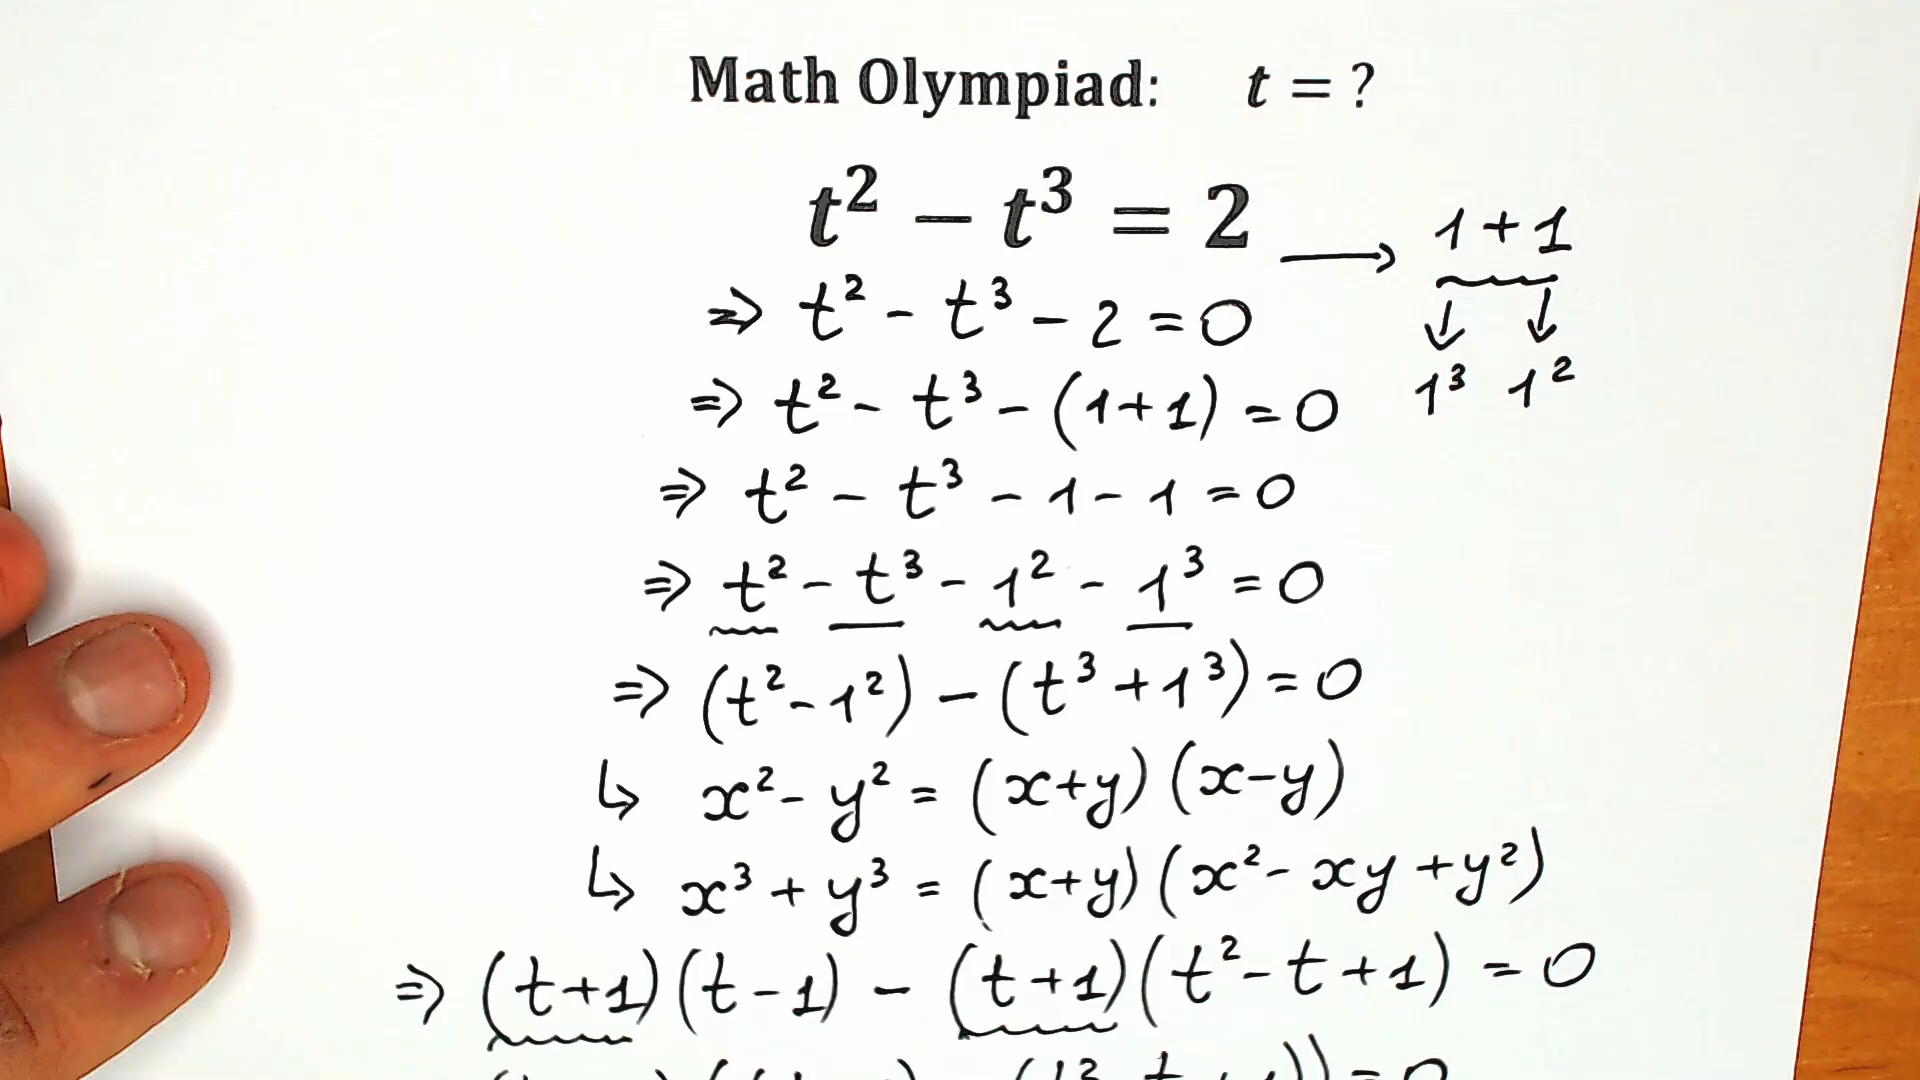 Math Olympiad: t = ?
t² − t³ = 2 ⟶ 1+1
⇒ t² - t³ - 2 = 0 ↓ ↓
⇒ t² - t³ - (1+1) = 0 1³ 1²
⇒ t² - t³ - 1 - 1 = 0
⇒ t² - t³ - 1² - 1³ = 0
⇒ (t² - 1²) - (t³ + 1³) = 0
↳ x² - y² = (x+y)(x-y)
↳ x³ + y³ = (x+y)(x² - xy + y²)
⇒ (t+1)(t-1) - (t+1)(t² - t + 1) = 0